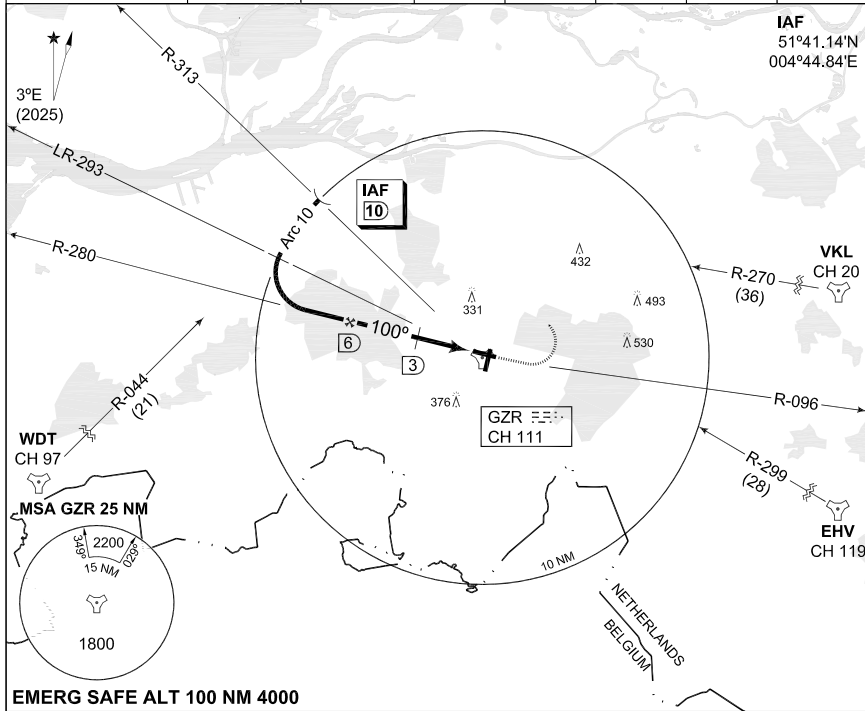 IAF
51°41.14'N
004°44.84'E
3°E
(2025)
R-313
LR-293
R-280
Arc 10
IAF
10
432
331
493
530
VKL
CH 20
R-270
(36)
100°
6
3
376
GZR
CH 111
R-096
R-044
(21)
WDT
CH 97
R-299
(28)
EHV
CH 119
MSA GZR 25 NM
349°
2200
029°
15 NM
1800
10 NM
NETHERLANDS
BELGIUM
EMERG SAFE ALT 100 NM 4000